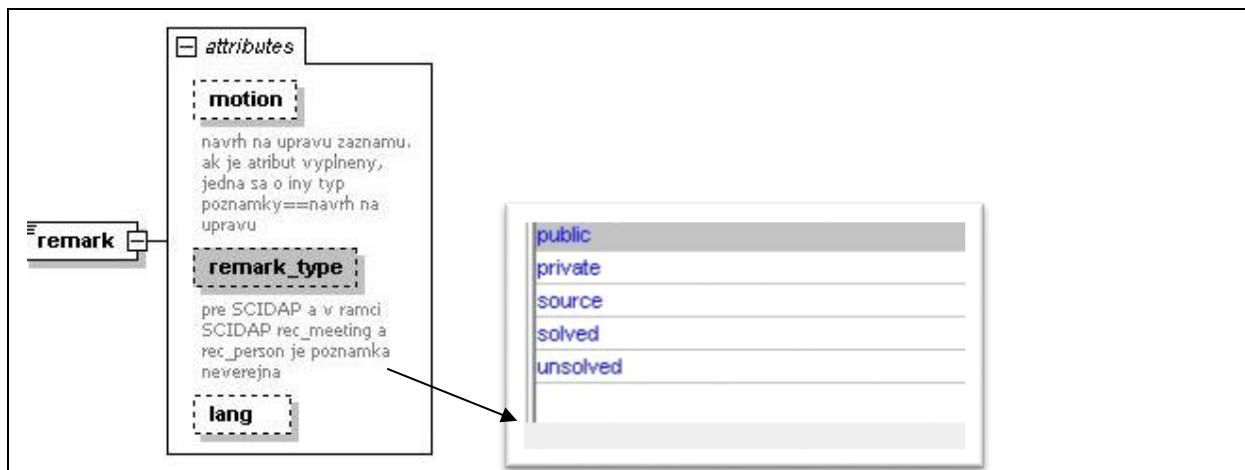 attributes
motion
navrh na upravu zaznamu.
ak je atribut vyplneny,
jedna sa o iny typ
poznamky==navrh na
upravu
remark
remark_type
pre SCIDAP a v ramci
SCIDAP rec_meeting a
rec_person je poznamka
neverejna
lang
public
private
source
solved
unsolved